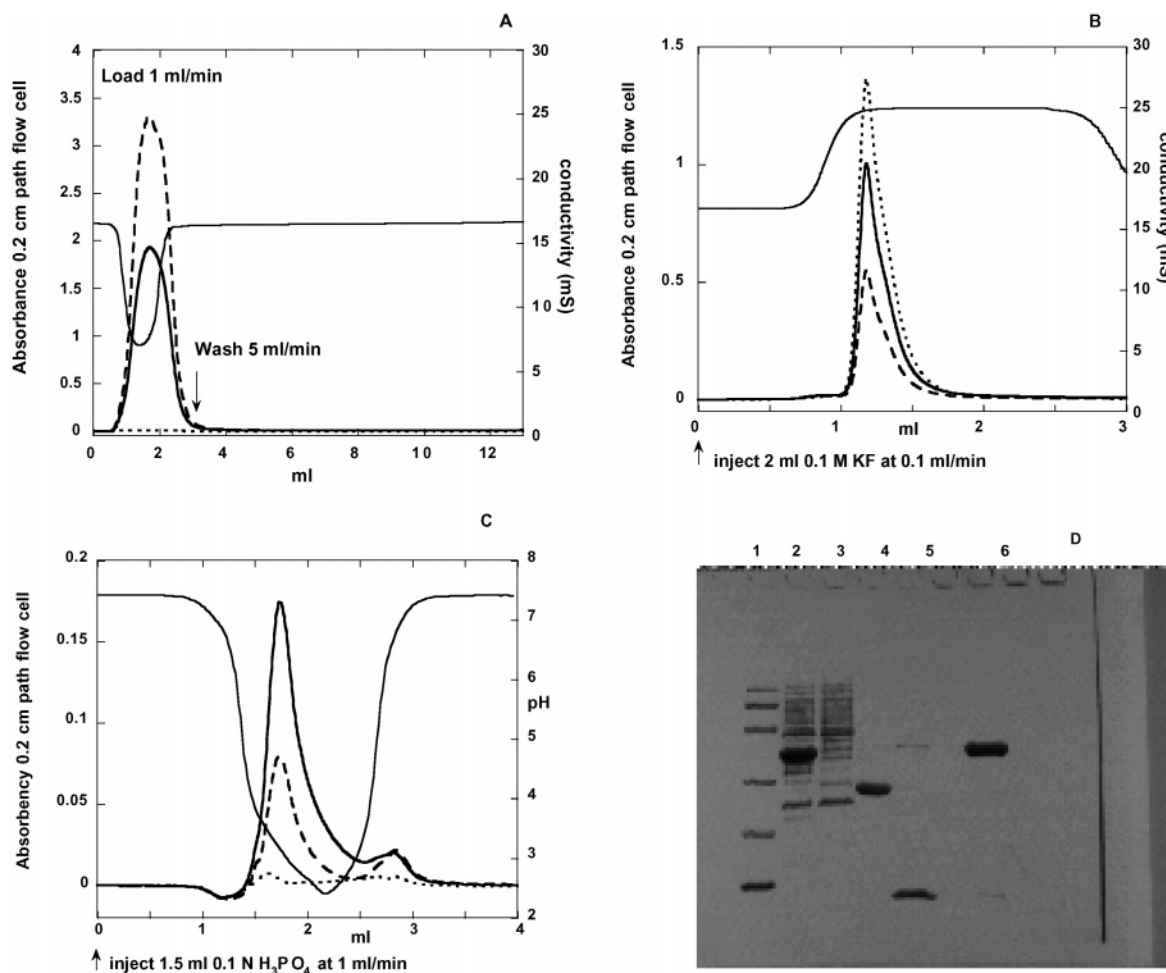 A
Absorbance 0.2 cm path flow cell
4
3.5
3
2.5
2
1.5
1
0.5
0
Load 1 ml/min
Wash 5 ml/min
30
25
20
15
10
5
0
conductivity (mS)
0 2 4 6 8 10 12
ml
B
Absorbance 0.2 cm path flow cell
1.5
1
0.5
0
30
25
20
15
10
5
0
conductivity (mS)
0 1 2 3
ml
inject 2 ml 0.1 M KF at 0.1 ml/min
C
Absorbency 0.2 cm path flow cell
0.2
0.15
0.1
0.05
0
8
7
6
5
4
3
2
pH
0 1 2 3 4
ml
inject 1.5 ml 0.1 N H₃PO₄ at 1 ml/min
D
1 2 3 4 5 6